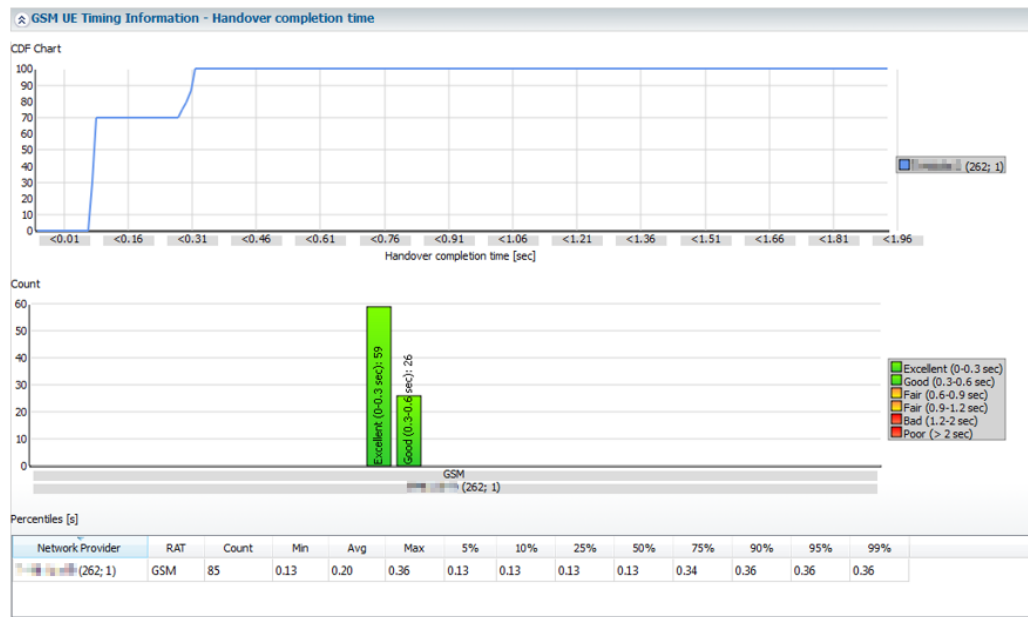 GSM UE Timing Information - Handover completion time
CDF Chart
100
90
80
70
60
50
40
30
20
10
0
<0.01 <0.16 <0.31 <0.46 <0.61 <0.76 <0.91 <1.06 <1.21 <1.36 <1.51 <1.66 <1.81 <1.96
Handover completion time [sec]
(262; 1)
Count
60
50
40
30
20
10
0
Excellent (0-0.3 sec): 59
Good (0.3-0.6 sec): 26
GSM
(262; 1)
Excellent (0-0.3 sec)
Good (0.3-0.6 sec)
Fair (0.6-0.9 sec)
Fair (0.9-1.2 sec)
Bad (1.2-2 sec)
Poor (> 2 sec)
Percentiles [s]
Network Provider RAT Count Min Avg Max 5% 10% 25% 50% 75% 90% 95% 99%
(262; 1) GSM 85 0.13 0.20 0.36 0.13 0.13 0.13 0.13 0.34 0.36 0.36 0.36